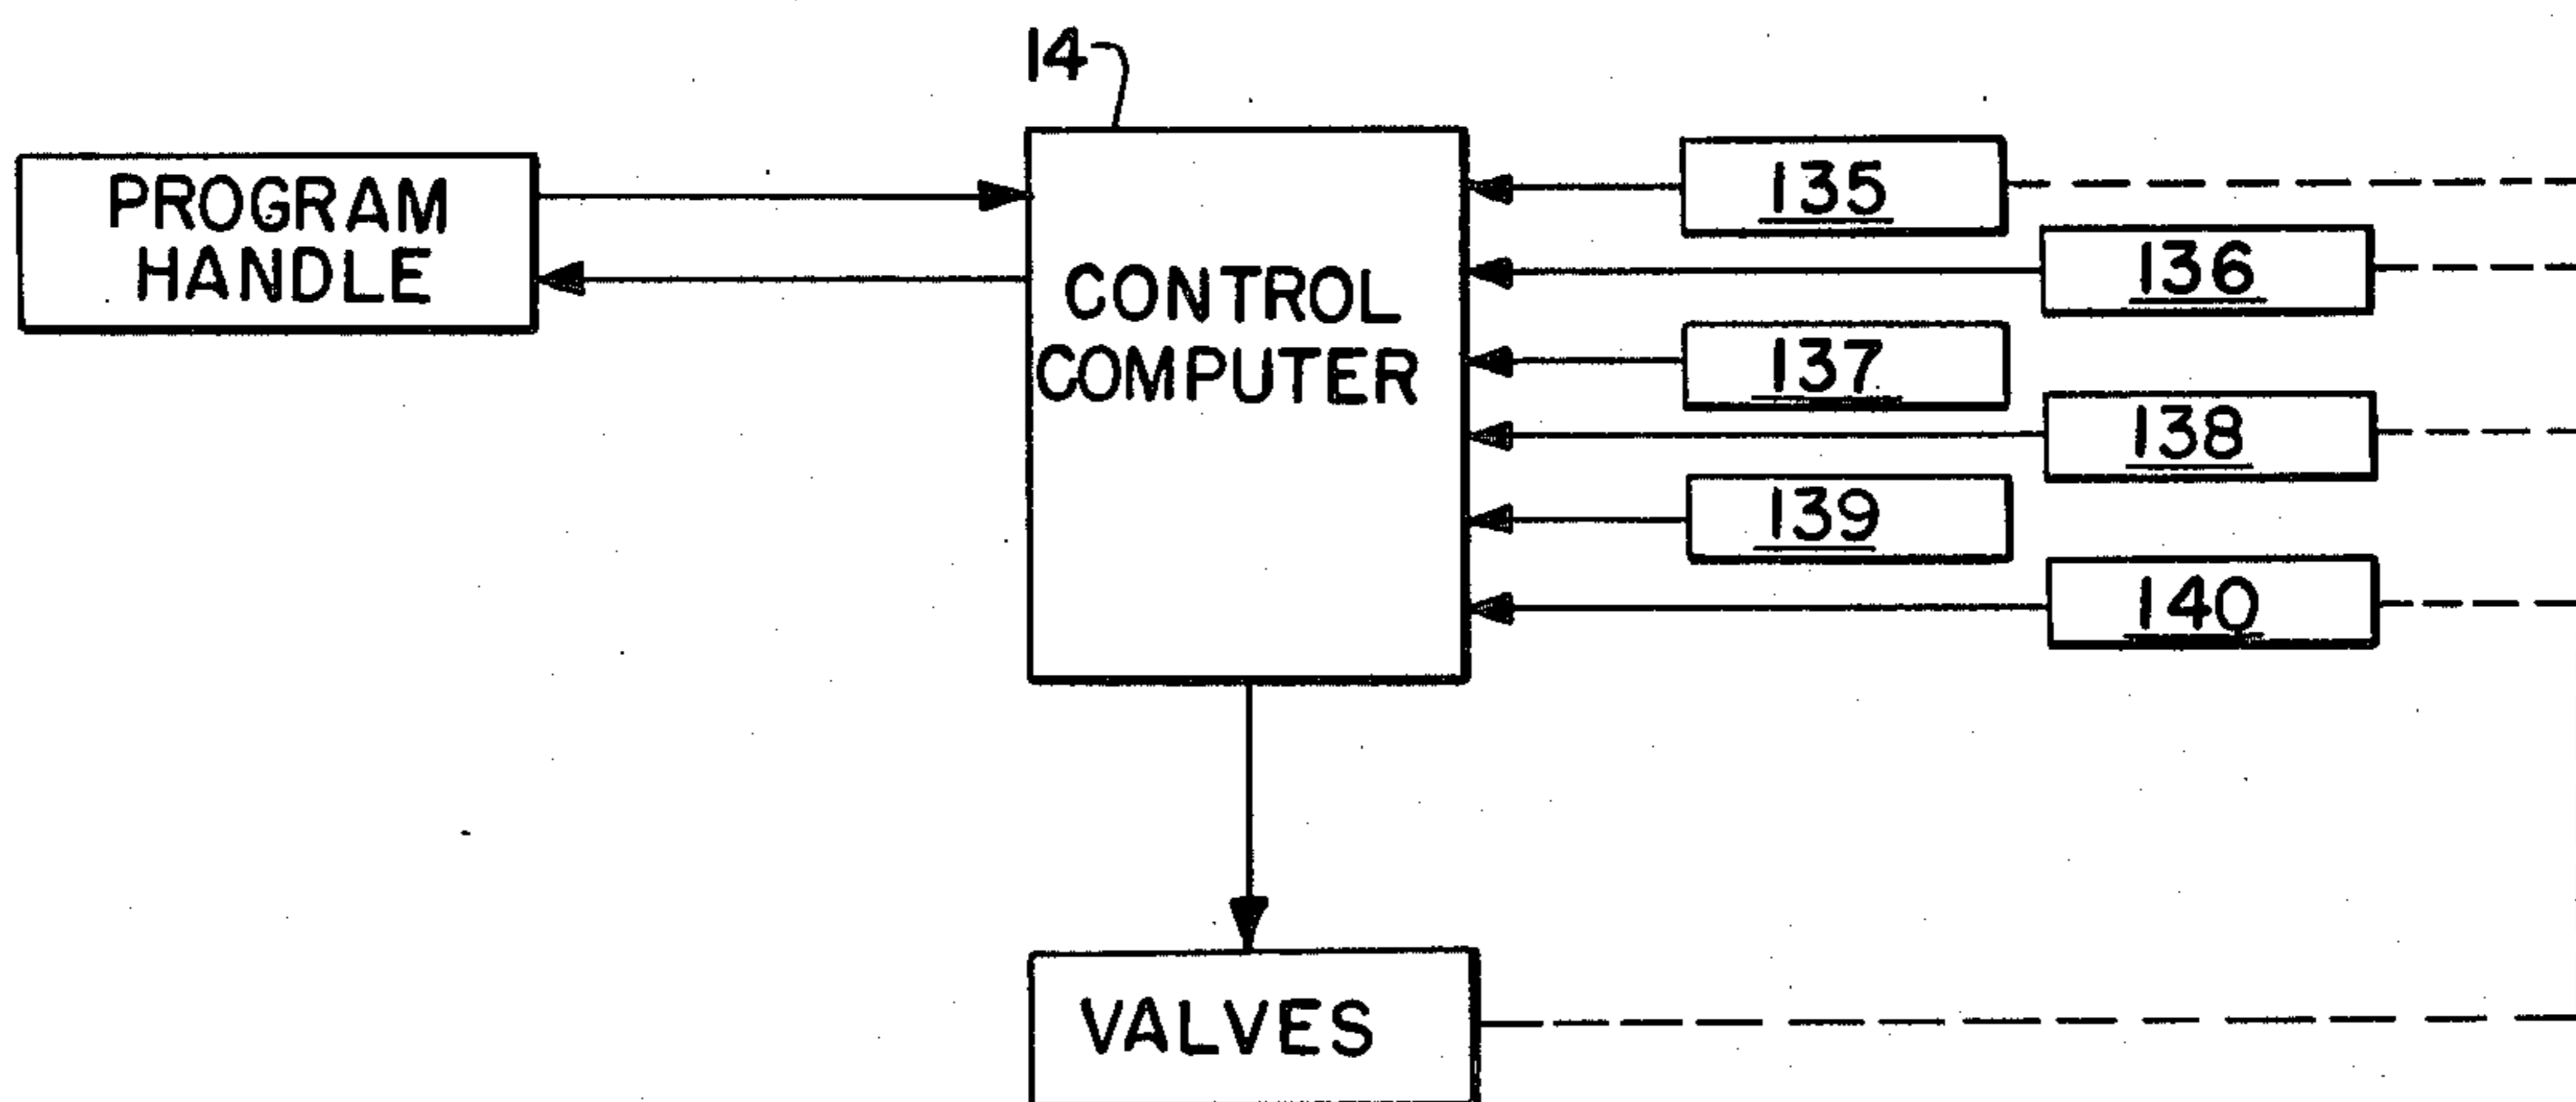 14
PROGRAM
HANDLE
CONTROL
COMPUTER
135
136
137
138
139
140
VALVES